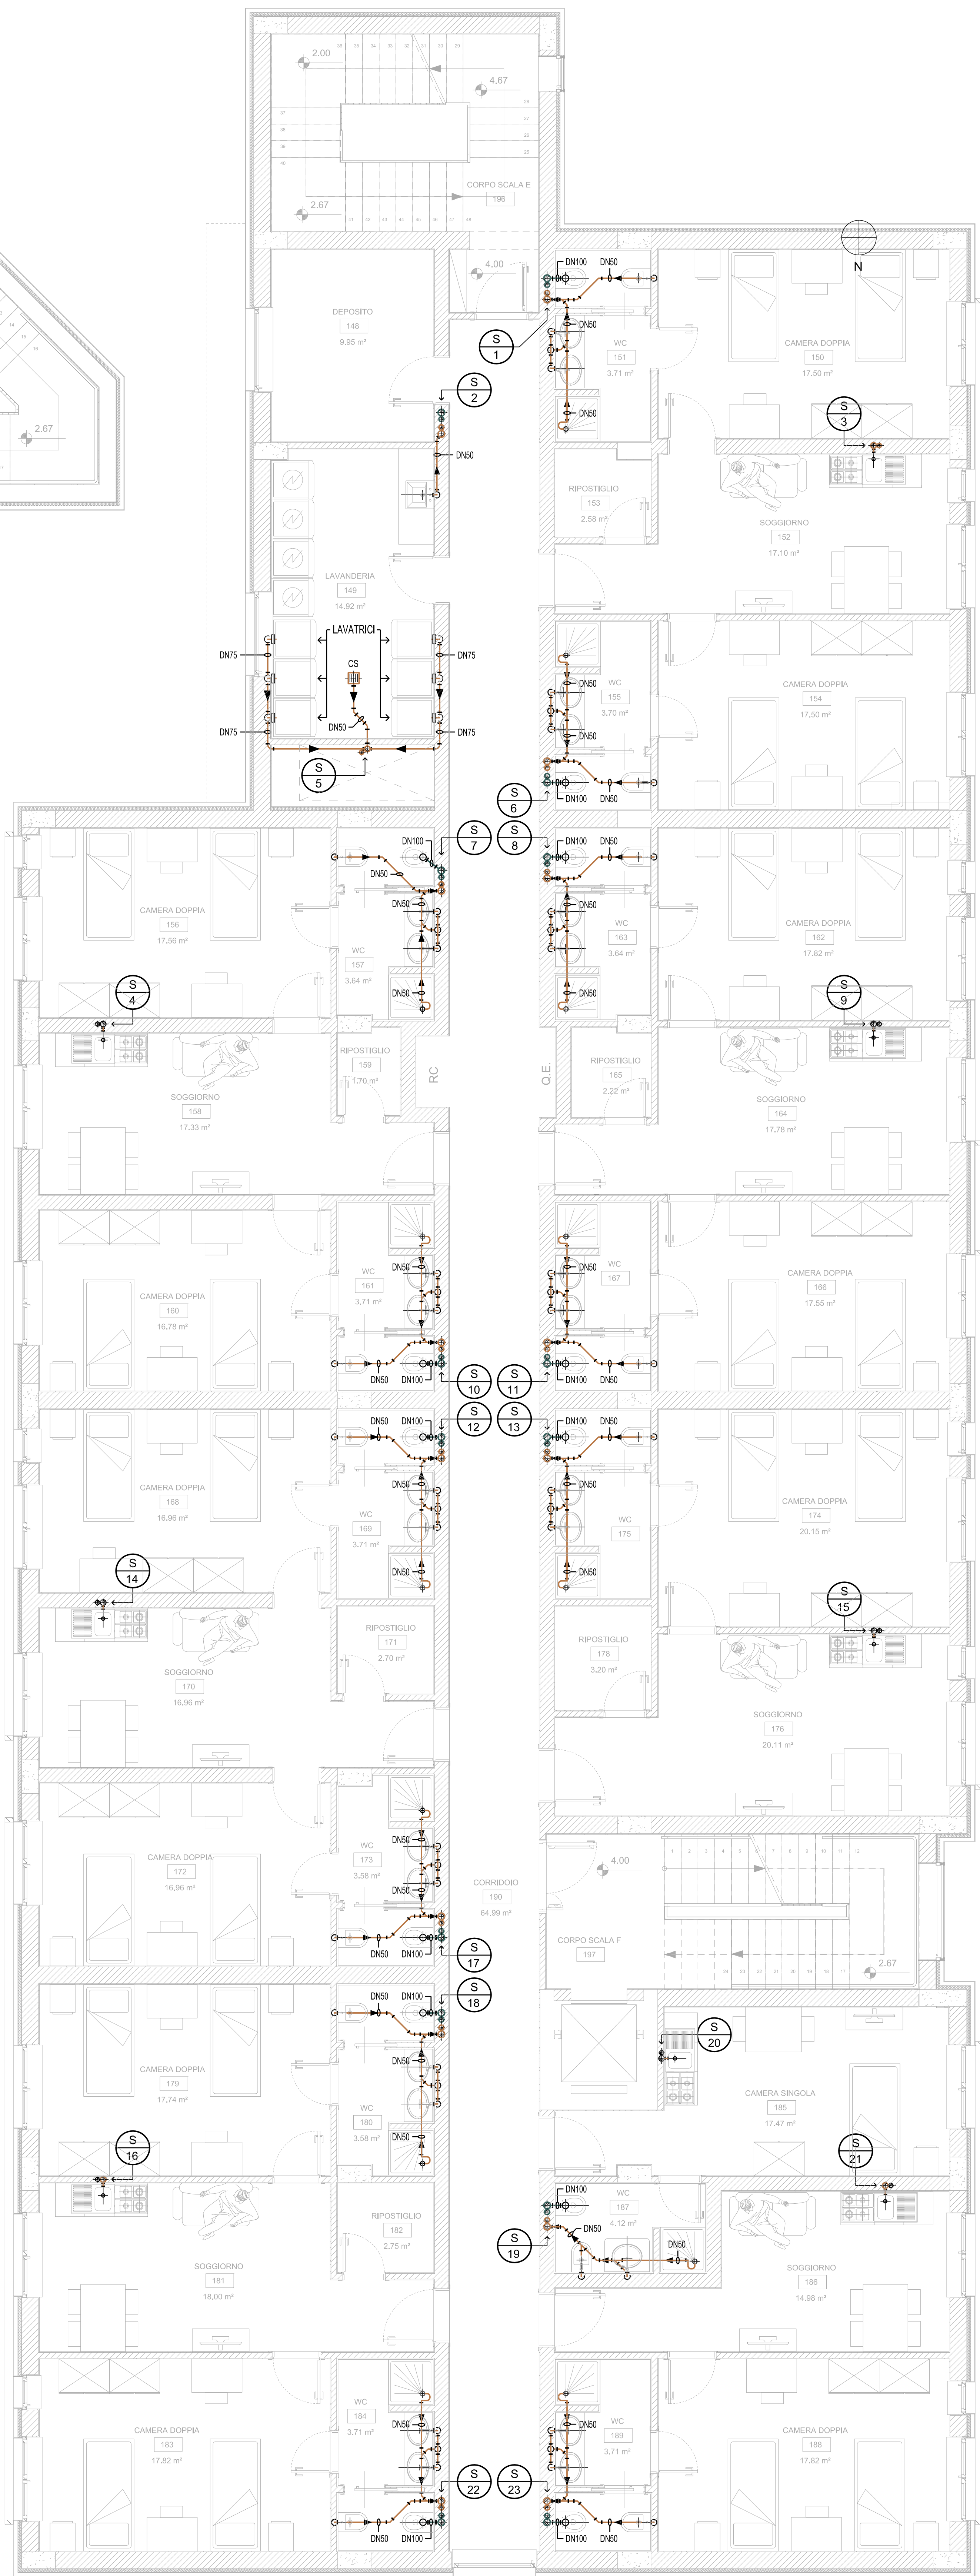 2.00
4.67
CORPO SCALA E
196
2.67
4,00
DN100
DN50
N
DEPOSITO
148
9,95 m²
S
1
DN50
WC
151
3.71 m²
CAMERA DOPPIA
150
17.50 m²
S
2
DN50
DN50
S
3
2.67
RIPOSTIGLIO
153
2.58 m²
SOGGIORNO
152
17.10 m²
LAVANDERIA
149
14,92 m²
LAVATRICI
DN75
DN75
CS
DN50
DN75
DN75
S
5
DN50
WC
155
3.70 m²
DN50
CAMERA DOPPIA
154
17.50 m²
S
6
DN100
DN50
S
7
S
8
DN100
DN50
DN50
DN100
DN50
DN50
CAMERA DOPPIA
156
17.56 m²
WC
157
3,64 m²
DN50
WC
163
3.64 m²
DN50
CAMERA DOPPIA
162
17.82 m²
S
4
S
9
RIPOSTIGLIO
159
1.70 m²
RC
Q.E.
RIPOSTIGLIO
165
2,22 m²
SOGGIORNO
158
17,33 m²
SOGGIORNO
164
17.78 m²
DN50
DN50
CAMERA DOPPIA
160
16.78 m²
WC
161
3,71 m²
WC
167
CAMERA DOPPIA
166
17,55 m²
DN50
DN100
S
10
S
11
DN100
DN50
S
12
S
13
DN50
DN100
DN100
DN50
DN50
DN50
CAMERA DOPPIA
168
16,96 m²
WC
169
3.71 m²
DN50
WC
175
DN50
CAMERA DOPPIA
174
20,15 m²
S
14
S
15
RIPOSTIGLIO
171
2.70 m²
RIPOSTIGLIO
178
3.20 m²
SOGGIORNO
170
16,96 m²
SOGGIORNO
176
20,11 m²
DN50
WC
173
3.58 m²
DN50
CAMERA DOPPIA
172
16,96 m²
CORRIDOIO
190
64,99 m²
4.00
CORPO SCALA F
197
2.67
DN50
DN100
S
17
S
18
DN50
DN100
DN50
S
20
CAMERA DOPPIA
179
17,74 m²
WC
180
3.58 m²
DN50
CAMERA SINGOLA
185
17.47 m²
S
16
S
21
RIPOSTIGLIO
182
2.75 m²
S
19
DN100
WC
187
4.12 m²
DN50
DN50
SOGGIORNO
181
18,00 m²
SOGGIORNO
186
14,98 m²
DN50
DN50
WC
184
3,71 m²
WC
189
3,71 m²
CAMERA DOPPIA
183
17.82 m²
CAMERA DOPPIA
188
17,82 m²
S
22
S
23
DN50
DN100
DN100
DN50